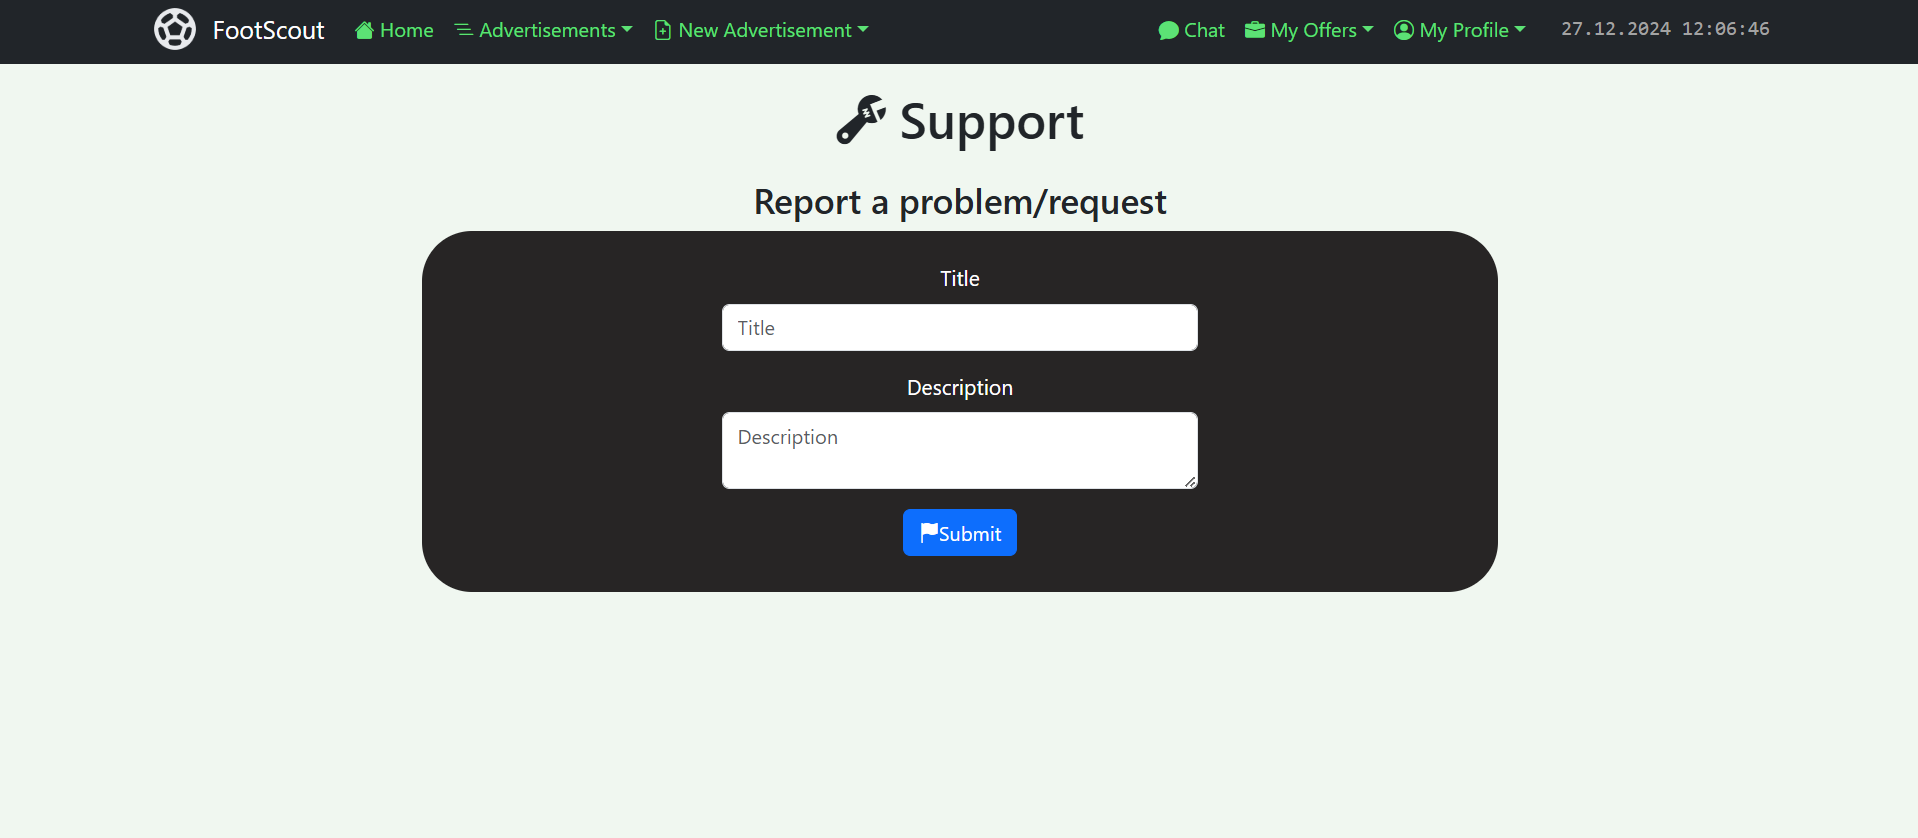 FootScout Home Advertisements New Advertisement Chat My Offers My Profile 27.12.2024 12:06:46
Support
Report a problem/request
Title
Title
Description
Description
Submit